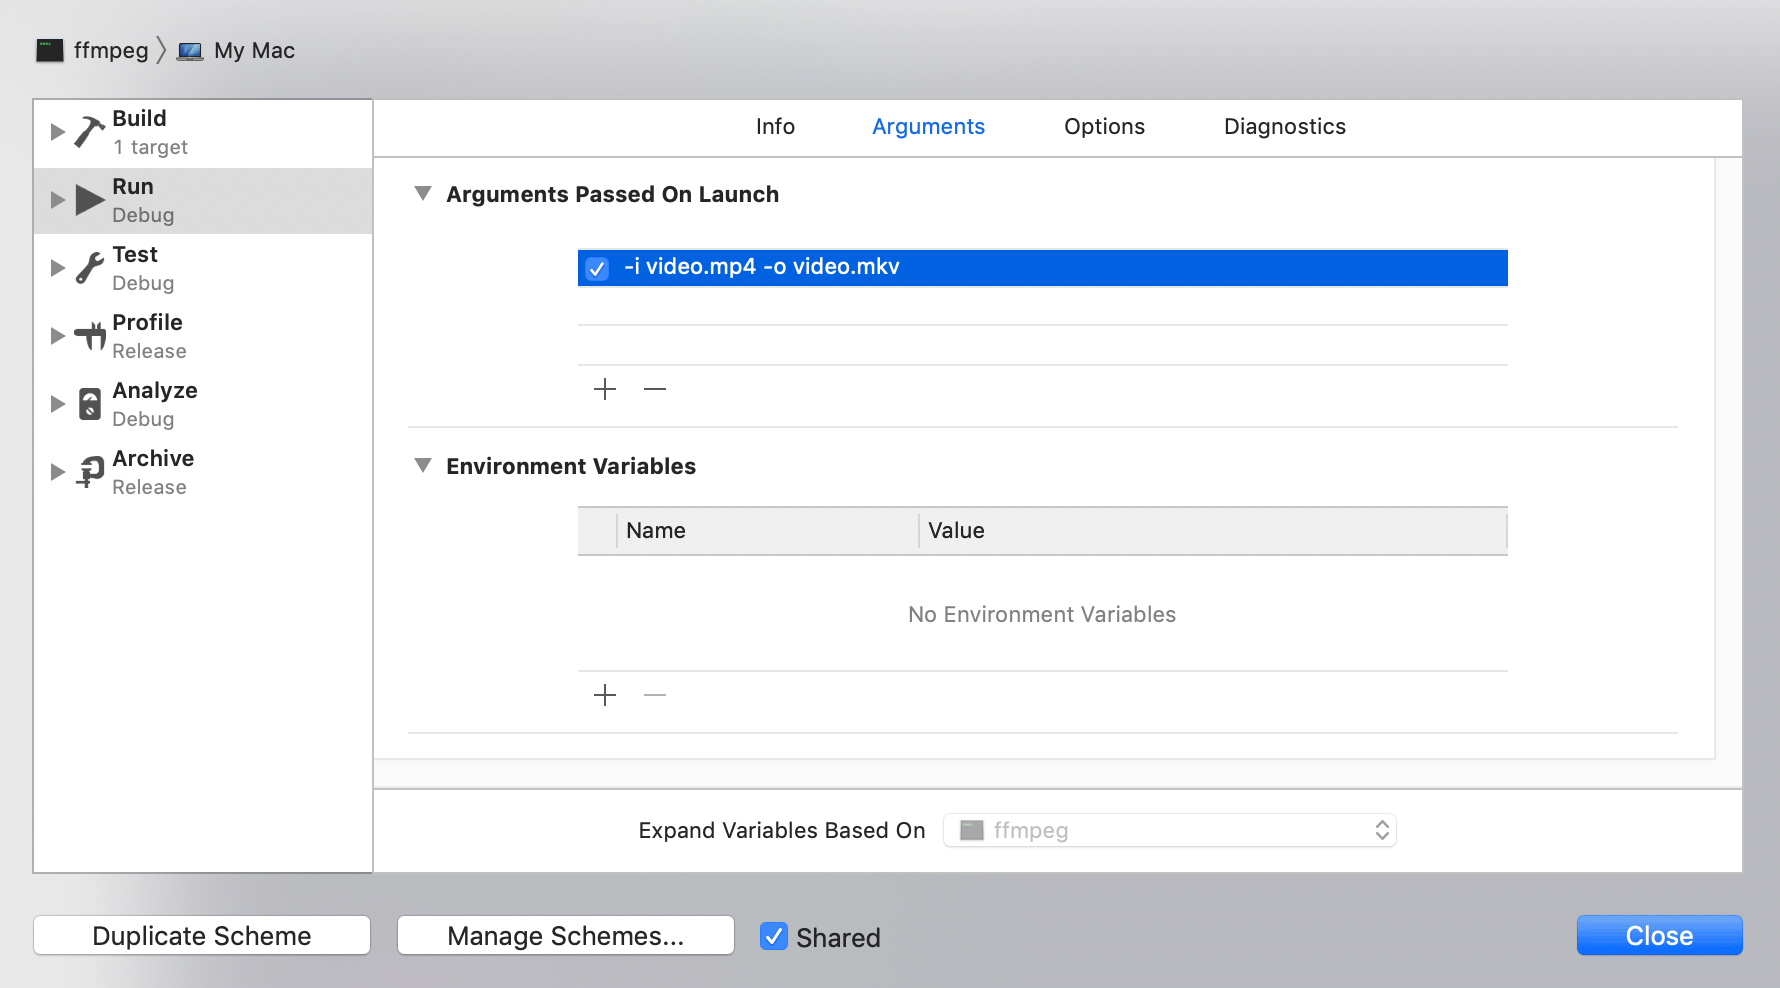 ffmpeg My Mac
Build
1 target
Run
Debug
Test
Debug
Profile
Release
Analyze
Debug
Archive
Release
Info Arguments Options Diagnostics
Arguments Passed On Launch
-i video.mp4 -o video.mkv
Environment Variables
Name Value
No Environment Variables
Expand Variables Based On ffmpeg
Duplicate Scheme Manage Schemes... Shared Close